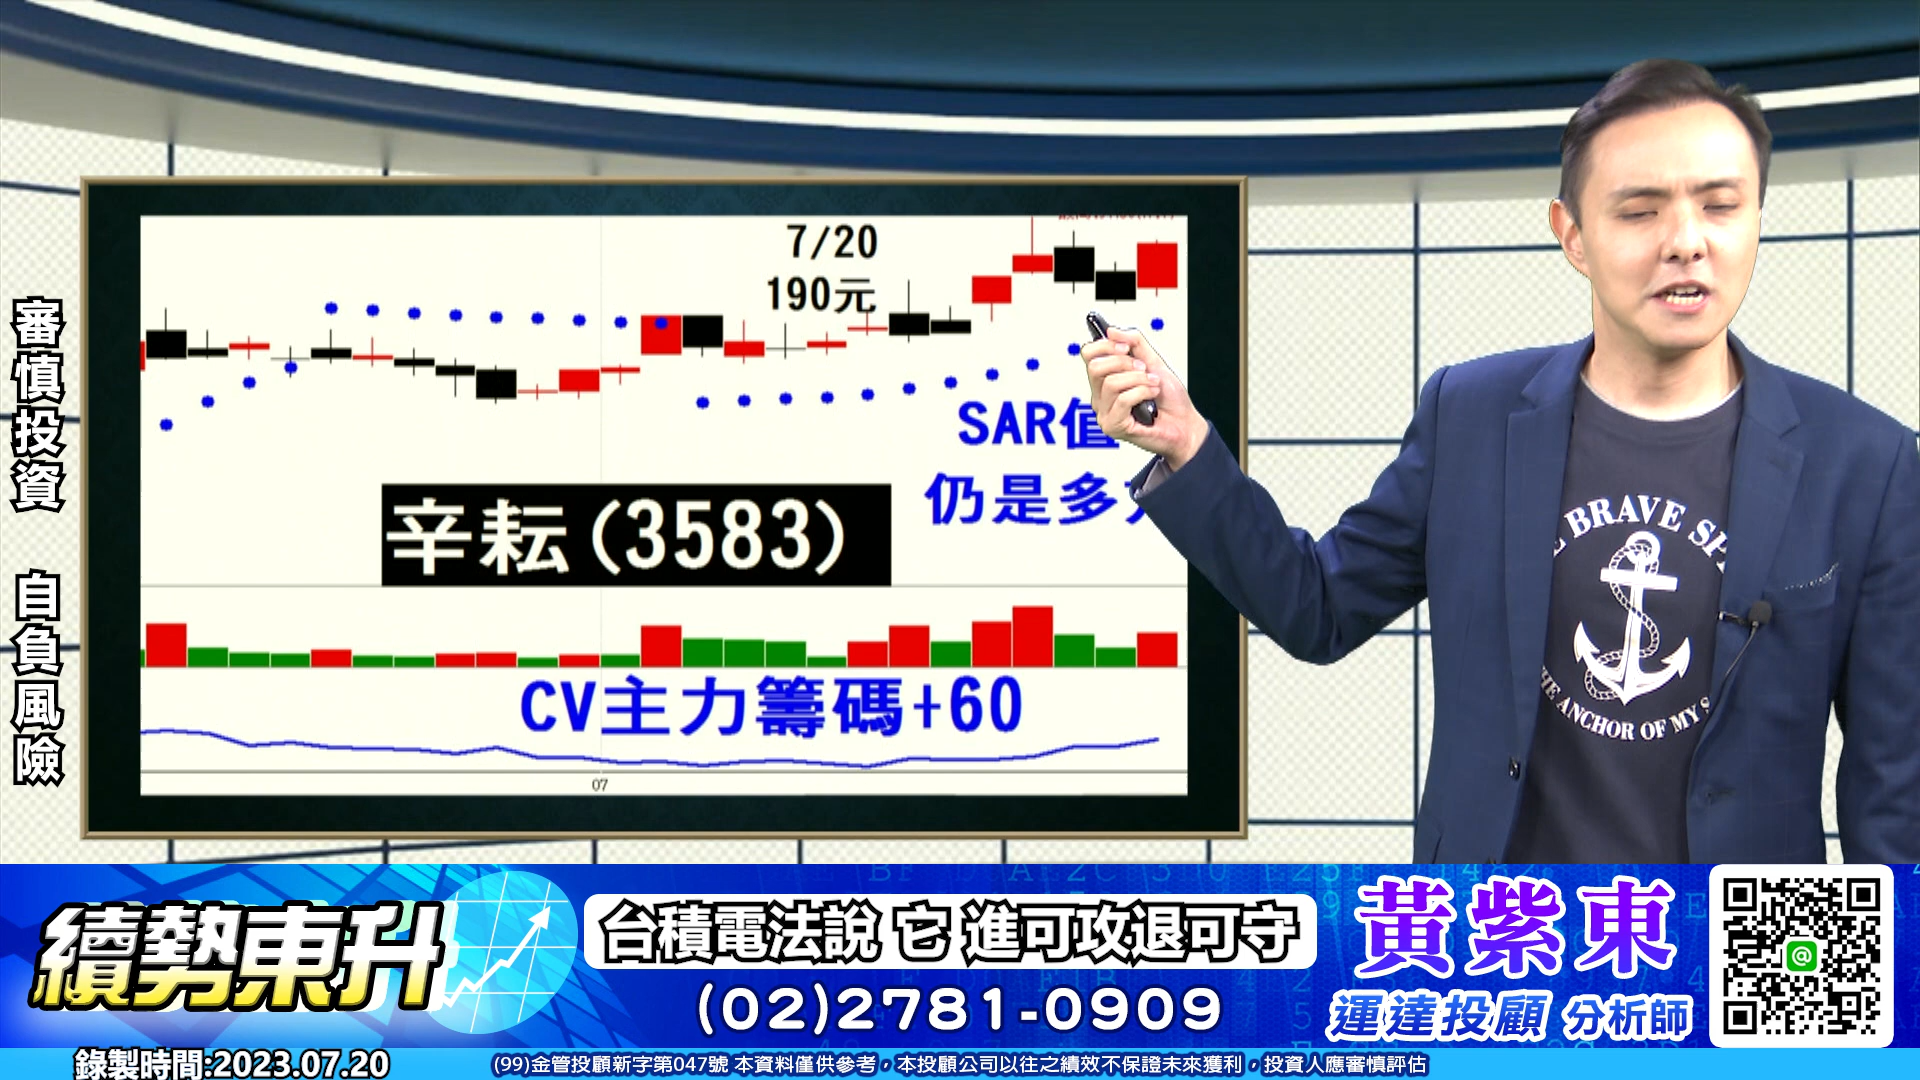 審慎投資 自負風險
7/20
190元
SAR值
仍是多
辛耘(3583)
CV主力籌碼+60
07
BRAVE
THE ANCHOR OF MY
續勢東升
台積電法說 它 進可攻退可守
(02)2781-0909
黃紫東
運達投顧 分析師
錄製時間:2023.07.20
(99)金管投顧新字第047號 本資料僅供參考，本投顧公司以往之績效不保證未來獲利，投資人應審慎評估